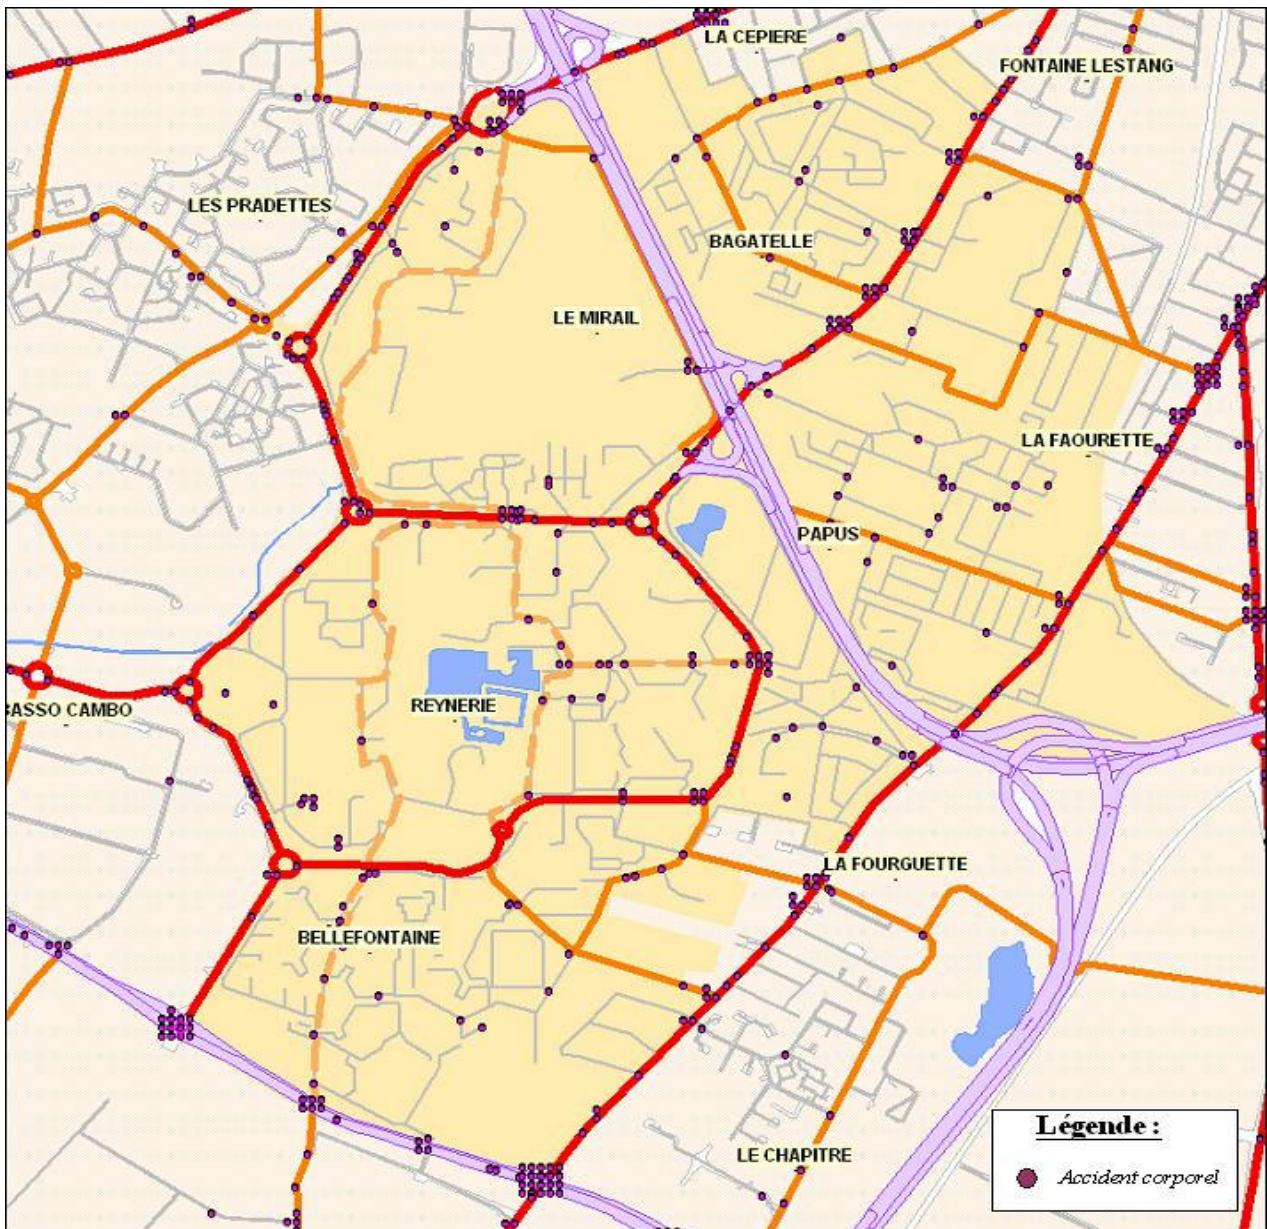 LA CEPIERE
FONTAINE LESTANG
LES PRADETTES
BAGATELLE
LE MIRAIL
LA FAOURETTE
PAPUS
BASSO CAMBO
REYNERIE
LA FOURGUETTE
BELLEFONTAINE
Légende :
LE CHAPITRE
Accident corporel